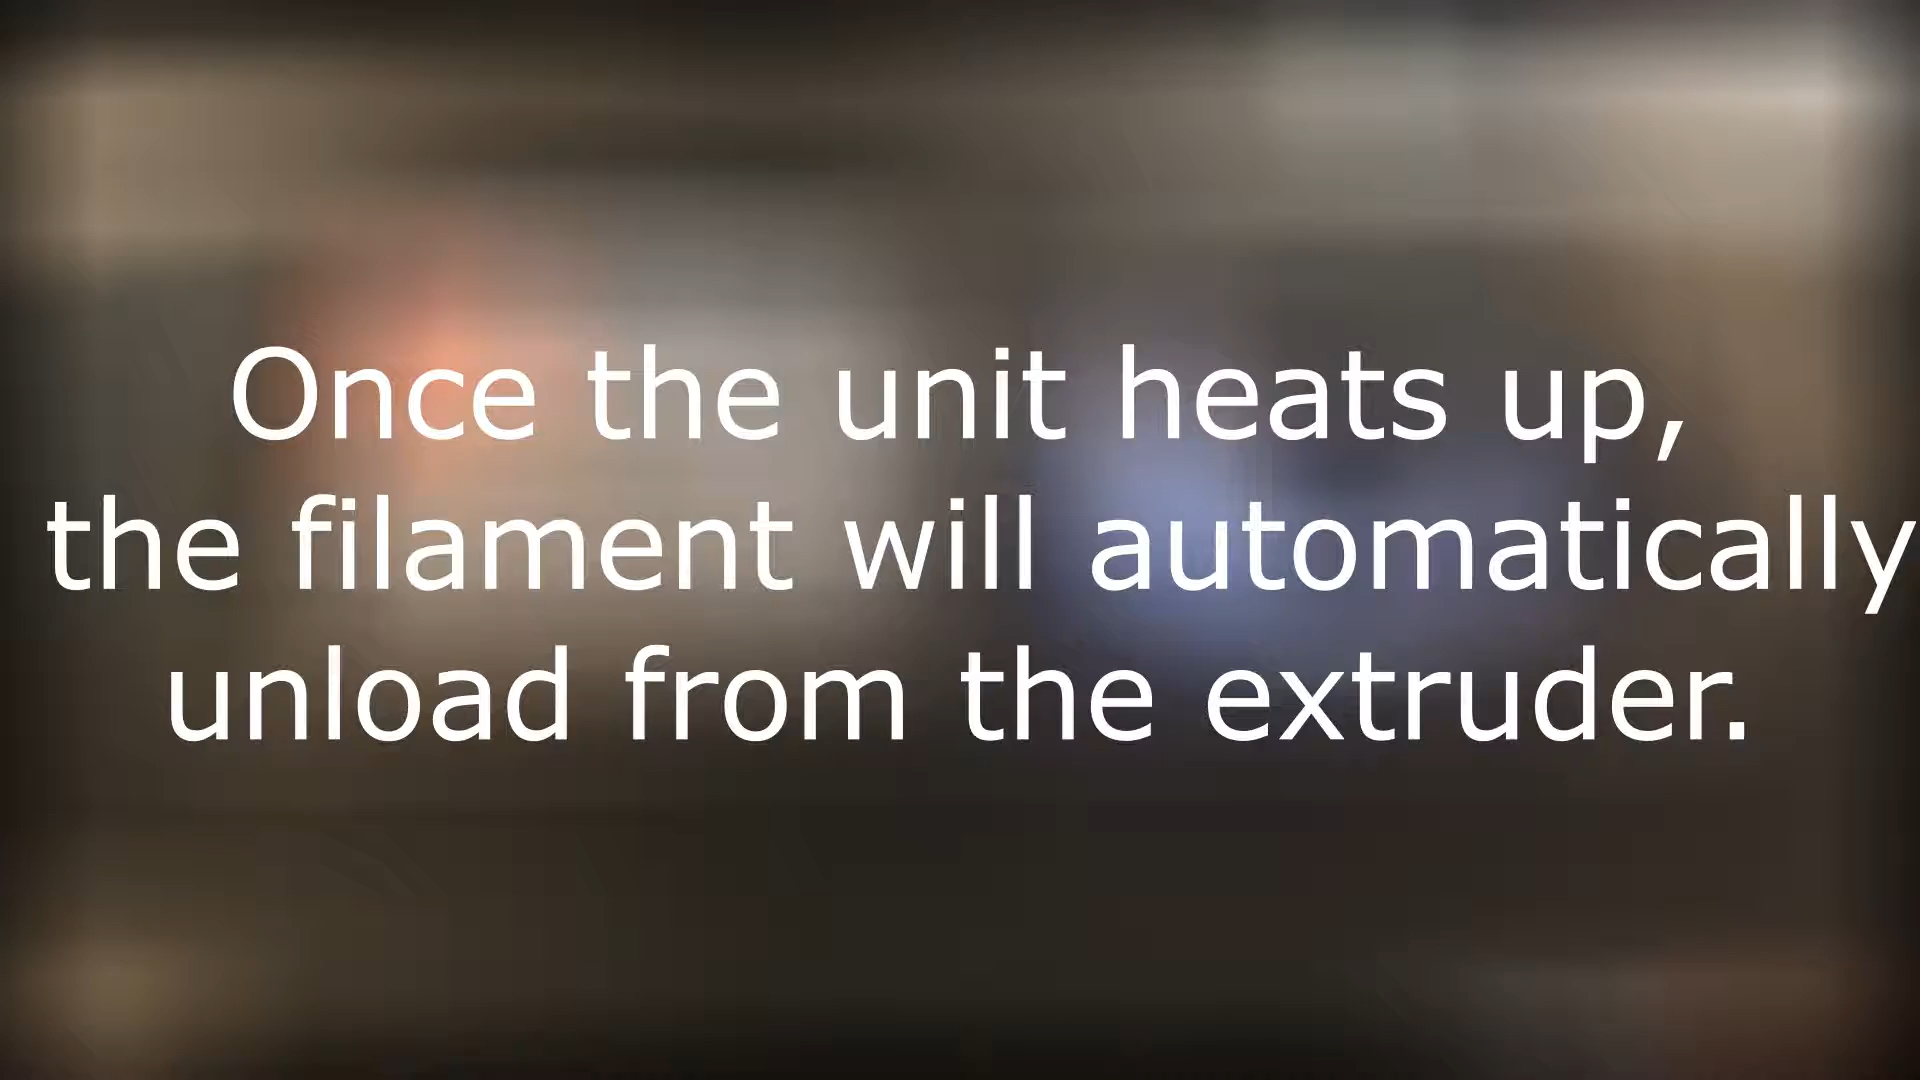 Once the unit heats up,
the filament will automatically
unload from the extruder.